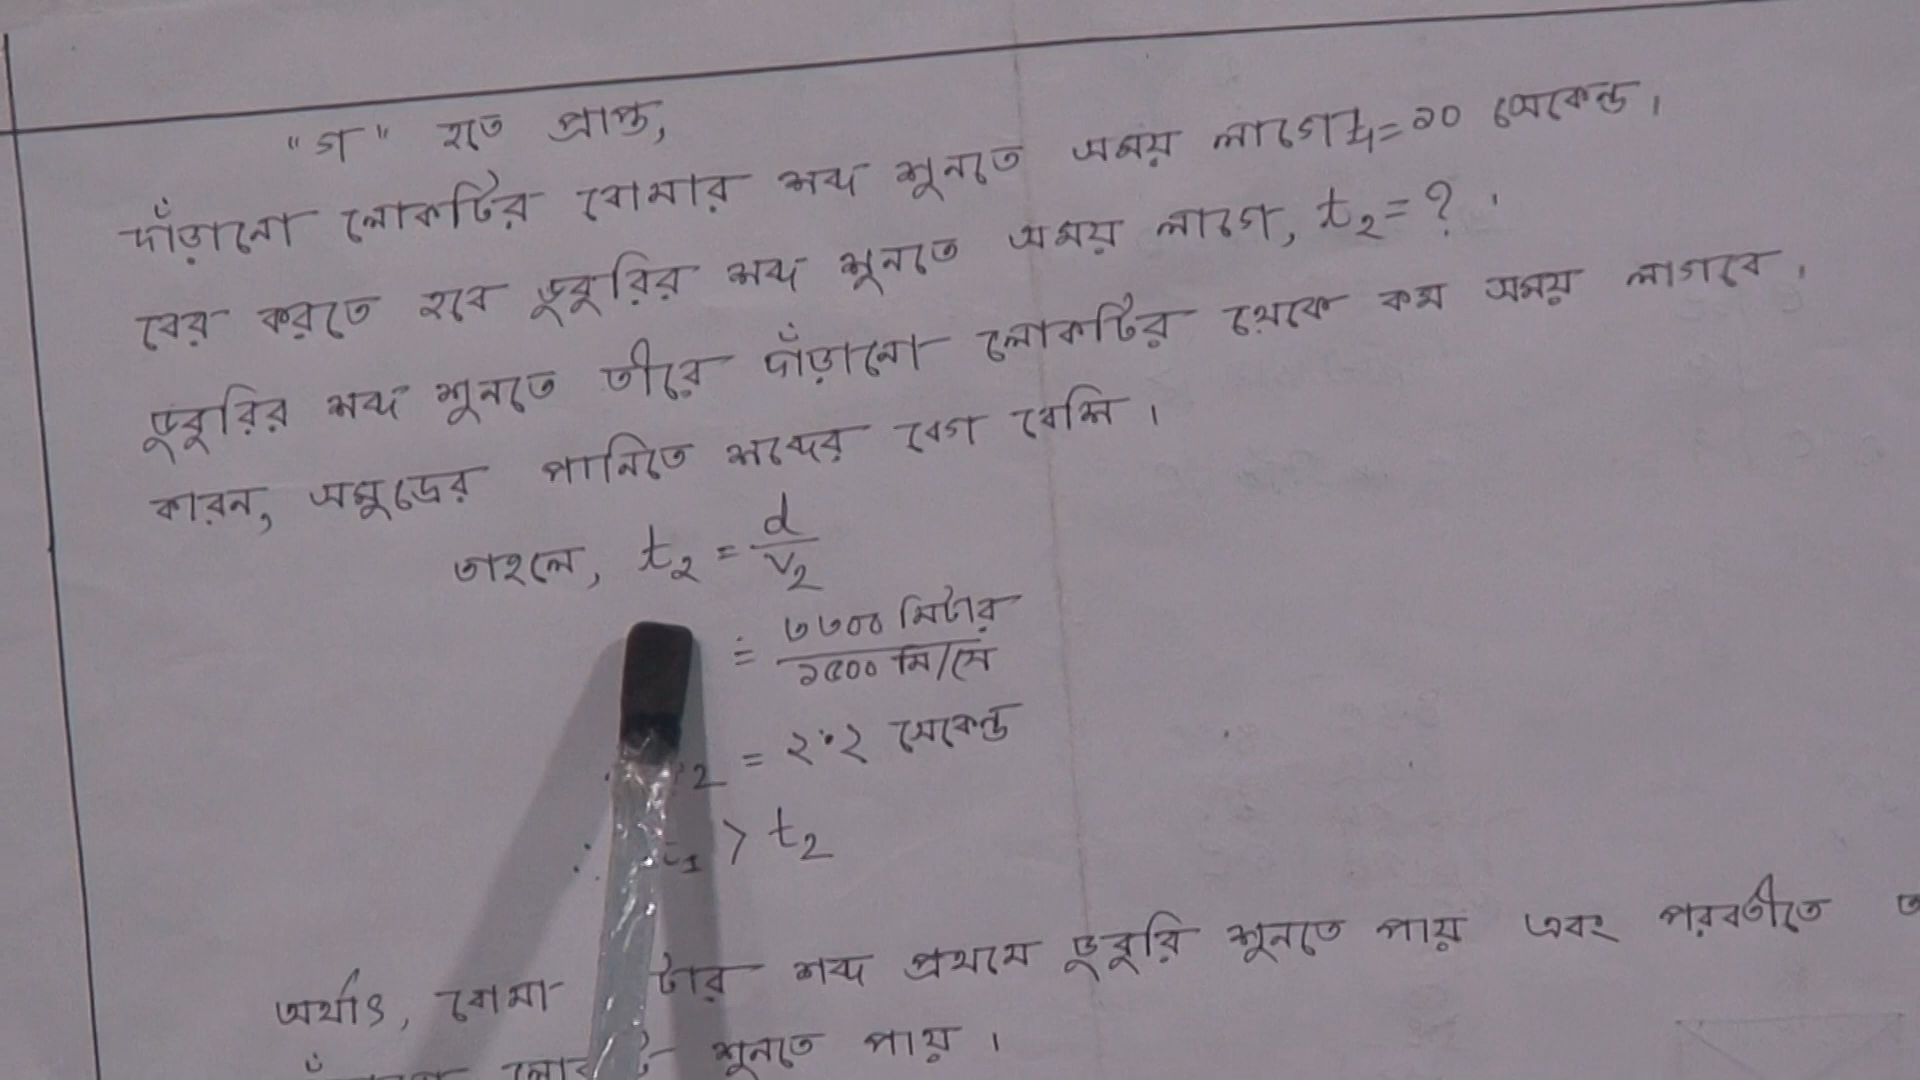 "গ" হতে প্রাপ্ত,
দাঁড়ানো লোকটির বোমার শব্দ শুনতে সময় লাগে t₁=১০ সেকেন্ড।
বের করতে হবে ডুবুরির শব্দ শুনতে সময় লাগে, t₂=?।
ডুবুরির শব্দ শুনতে তীরে দাঁড়ানো লোকটির থেকে কম সময় লাগবে।
কারন, সমুদ্রের পানিতে শব্দের বেগ বেশি।
তাহলে, t₂ = d/v₂
= ৩৩০০ মিটার/১৫০০ মি/সে
₂ = ২.২ সেকেন্ড
∴ t₁ > t₂
অর্থাৎ, বোমা টার শব্দ প্রথমে ডুবুরি শুনতে পায় এবং পরবর্তীতে
শুনতে পায়।